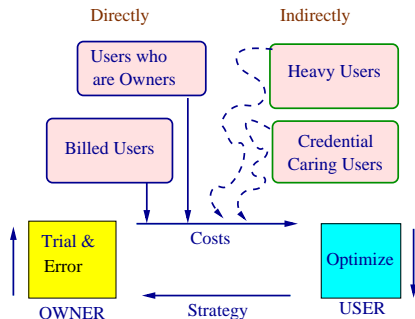 Directly
Indirectly
Users who
are Owners
Heavy Users
Billed Users
Credential
Caring Users
Trial &
Error
Costs
Optimize
OWNER
Strategy
USER